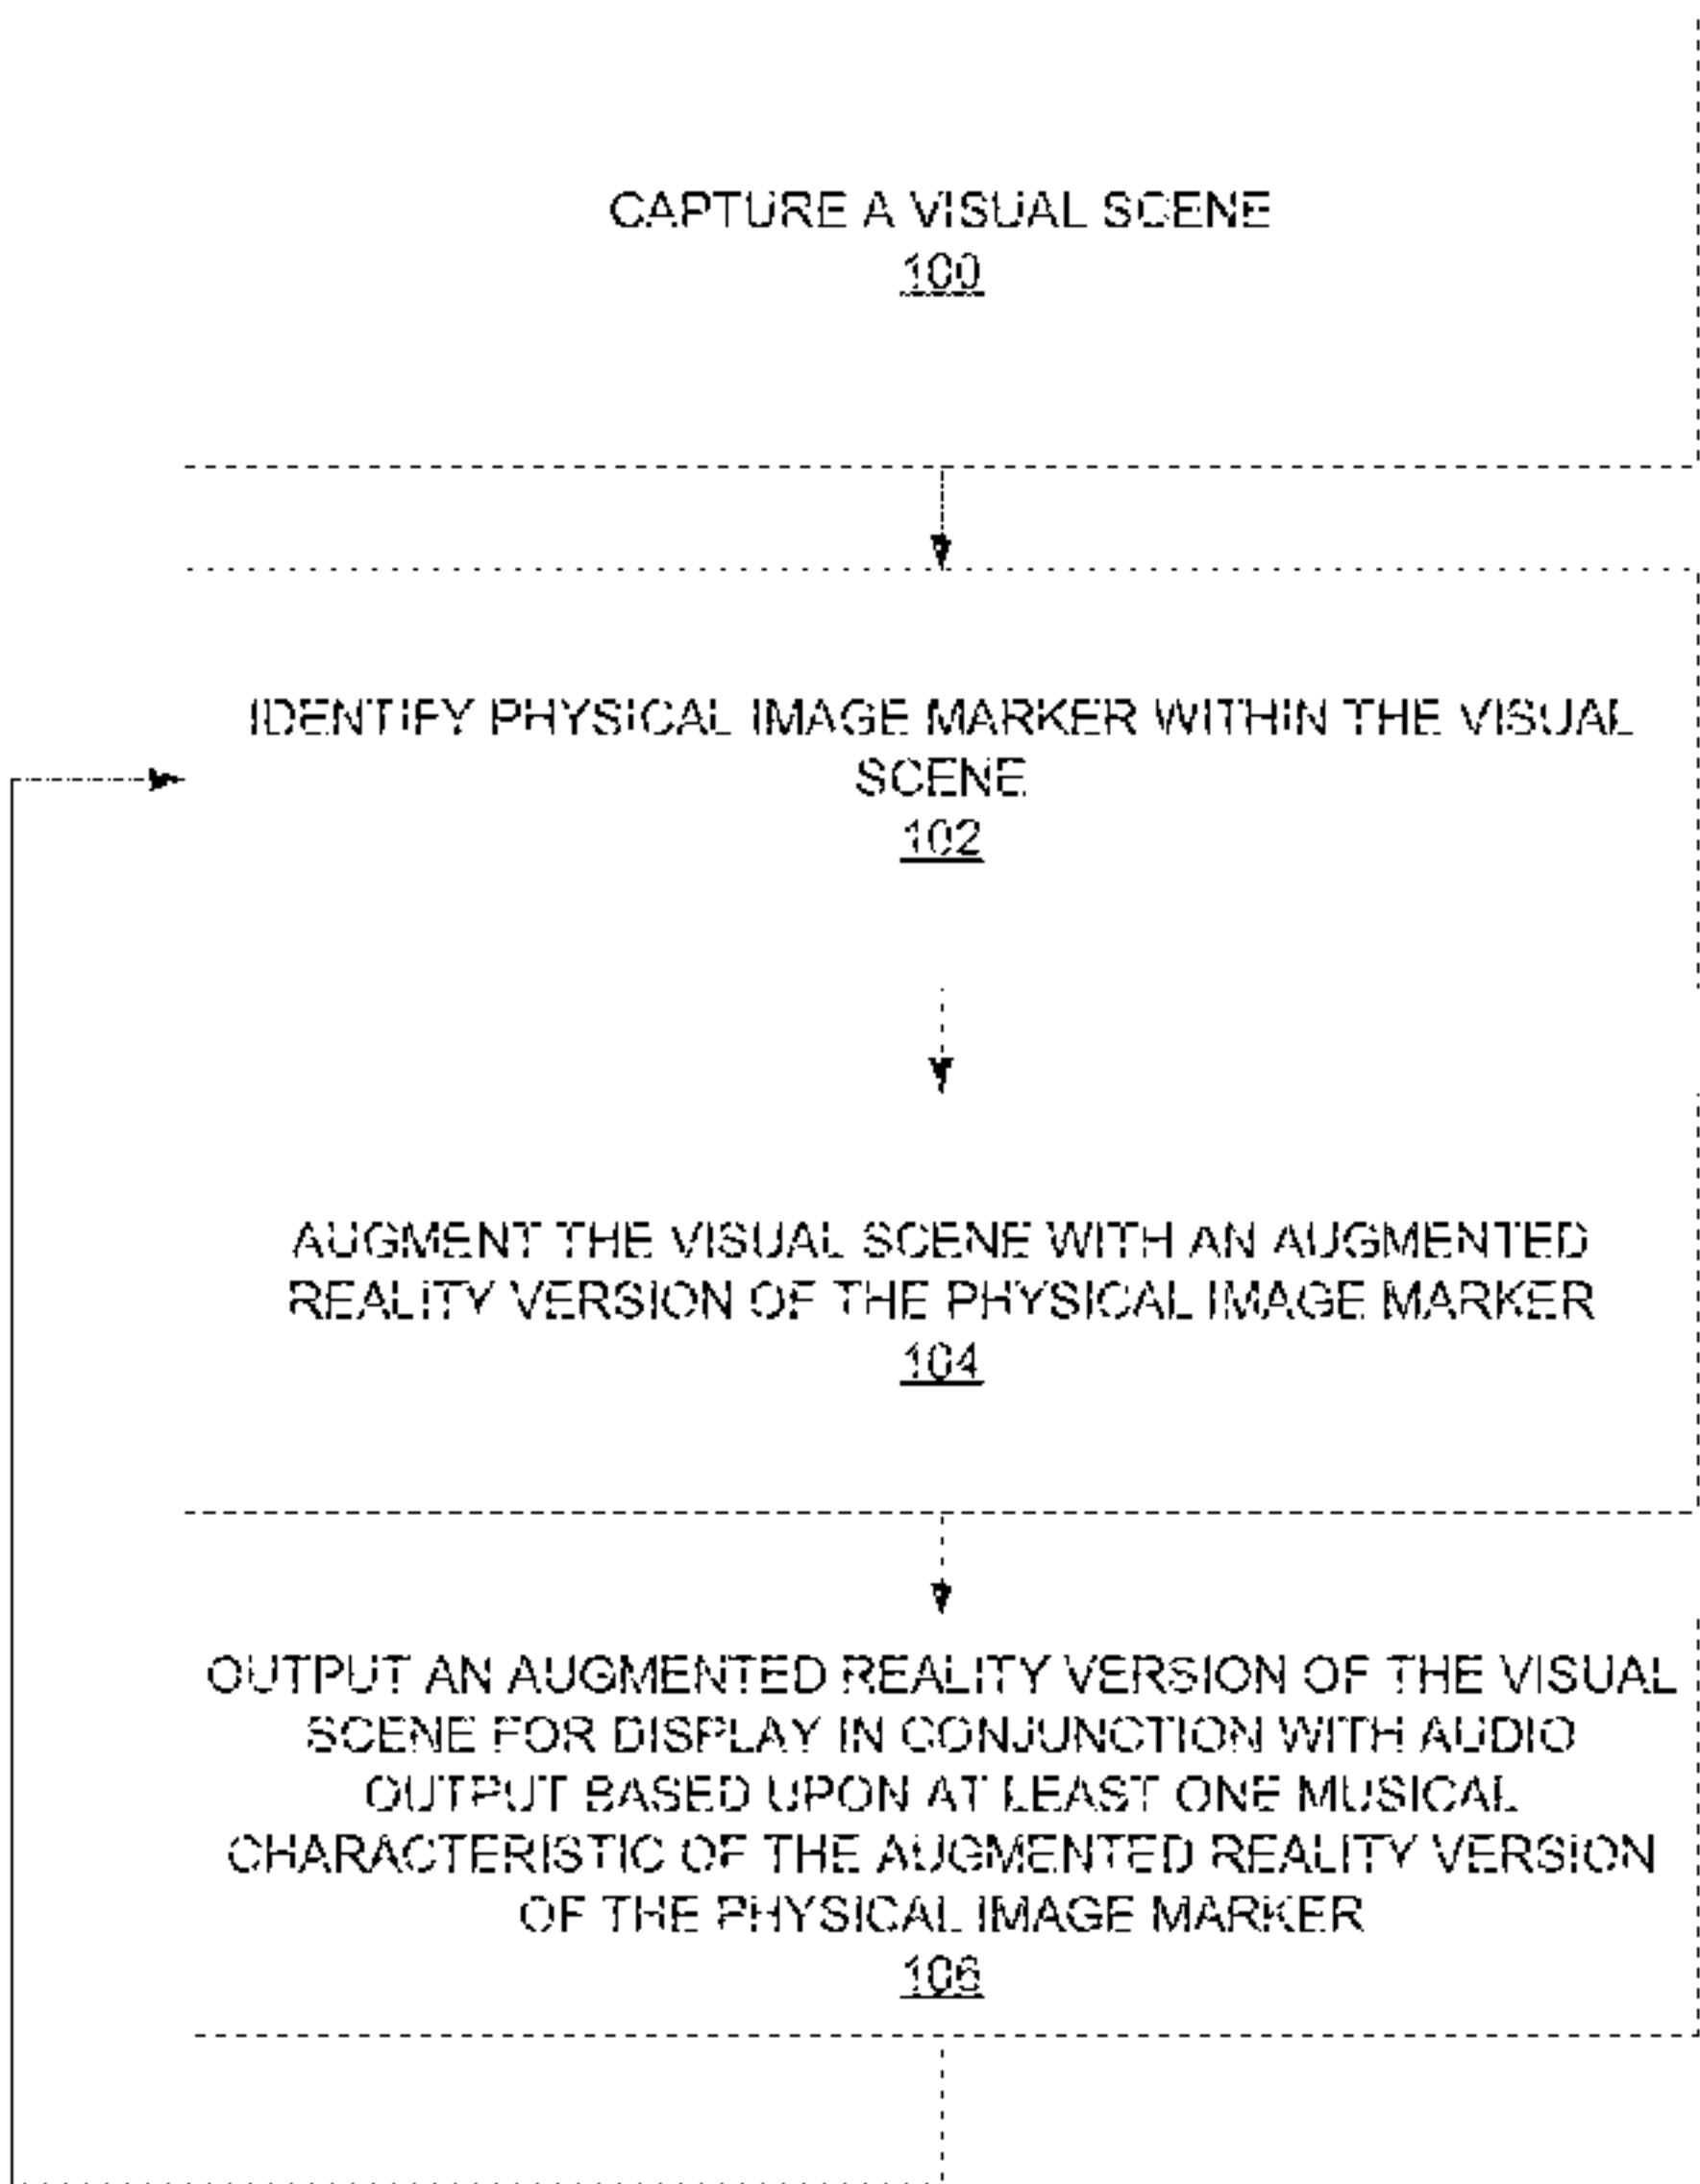 CAPTURE A VISUAL SCENE
100
IDENTIFY PHYSICAL IMAGE MARKER WITHIN THE VISUAL
SCENE
102
AUGMENT THE VISUAL SCENE WITH AN AUGMENTED
REALITY VERSION OF THE PHYSICAL IMAGE MARKER
104
OUTPUT AN AUGMENTED REALITY VERSION OF THE VISUAL
SCENE FOR DISPLAY IN CONJUNCTION WITH AUDIO
OUTPUT BASED UPON AT LEAST ONE MUSICAL
CHARACTERISTIC OF THE AUGMENTED REALITY VERSION
OF THE PHYSICAL IMAGE MARKER
106